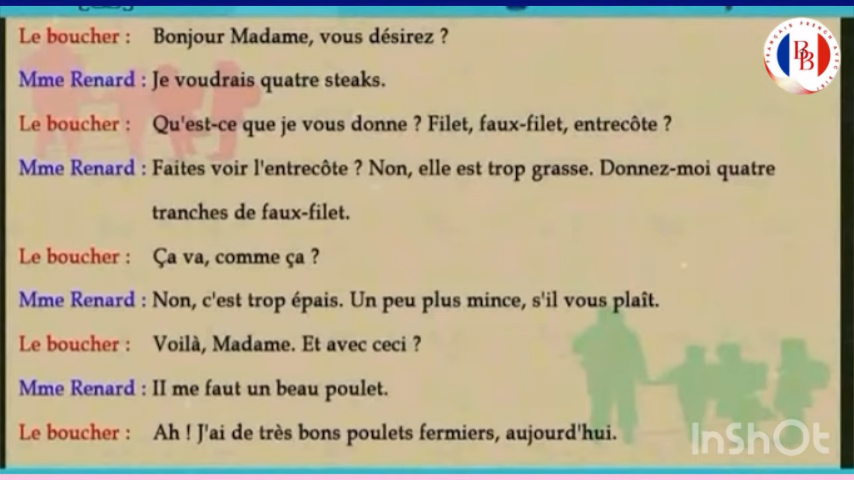 Le boucher : Bonjour Madame, vous désirez ?
Mme Renard : Je voudrais quatre steaks.
Le boucher : Qu'est-ce que je vous donne ? Filet, faux-filet, entrecôte ?
Mme Renard : Faites voir l'entrecôte ? Non, elle est trop grasse. Donnez-moi quatre
tranches de faux-filet.
Le boucher : Ça va, comme ça ?
Mme Renard : Non, c'est trop épais. Un peu plus mince, s'il vous plaît.
Le boucher : Voilà, Madame. Et avec ceci ?
Mme Renard : II me faut un beau poulet.
Le boucher : Ah ! J'ai de très bons poulets fermiers, aujourd'hui.
InShOt